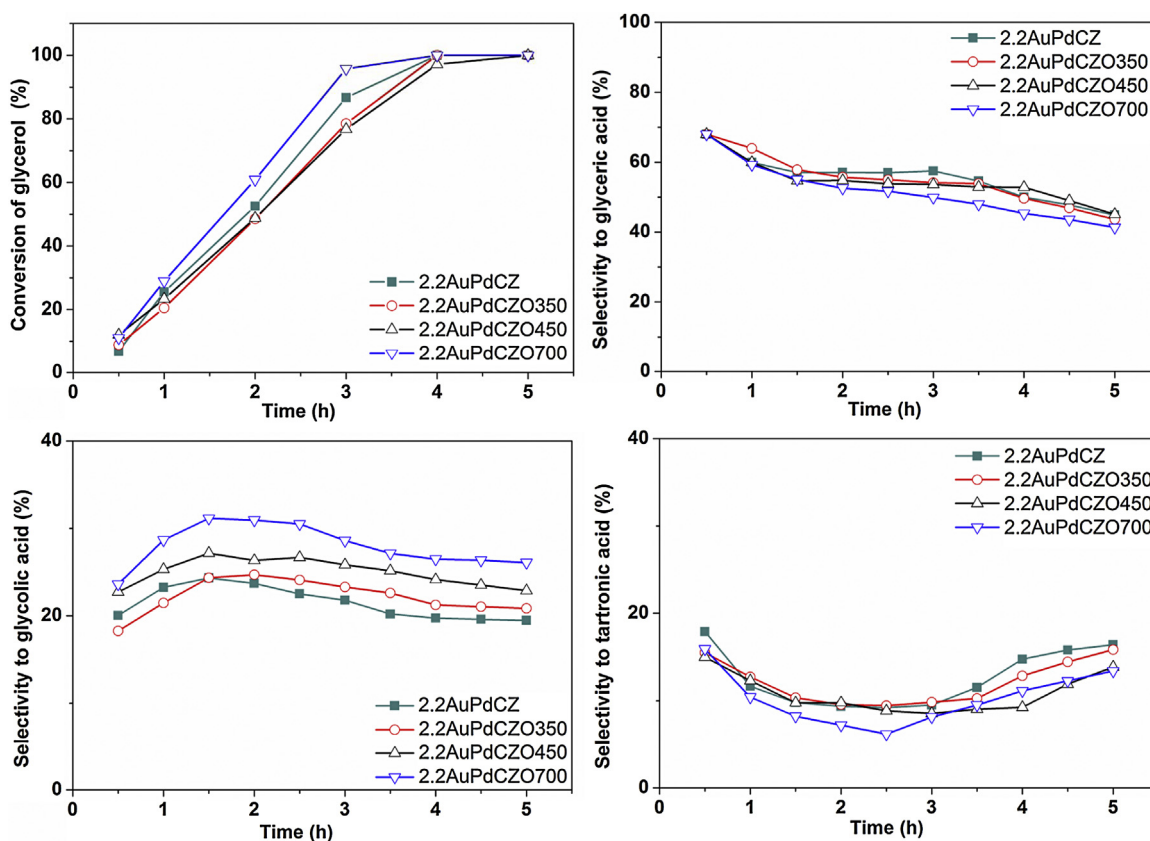 Conversion of glycerol (%)
100
80
60
40
20
0
2.2AuPdCZ
2.2AuPdCZO350
2.2AuPdCZO450
2.2AuPdCZO700
0 1 2 3 4 5
Time (h)
Selectivity to glyceric acid (%)
100
80
60
40
20
0
2.2AuPdCZ
2.2AuPdCZO350
2.2AuPdCZO450
2.2AuPdCZO700
0 1 2 3 4 5
Time (h)
Selectivity to glycolic acid (%)
40
20
0
2.2AuPdCZ
2.2AuPdCZO350
2.2AuPdCZO450
2.2AuPdCZO700
0 1 2 3 4 5
Time (h)
Selectivity to tartronic acid (%)
40
20
0
2.2AuPdCZ
2.2AuPdCZO350
2.2AuPdCZO450
2.2AuPdCZO700
0 1 2 3 4 5
Time (h)